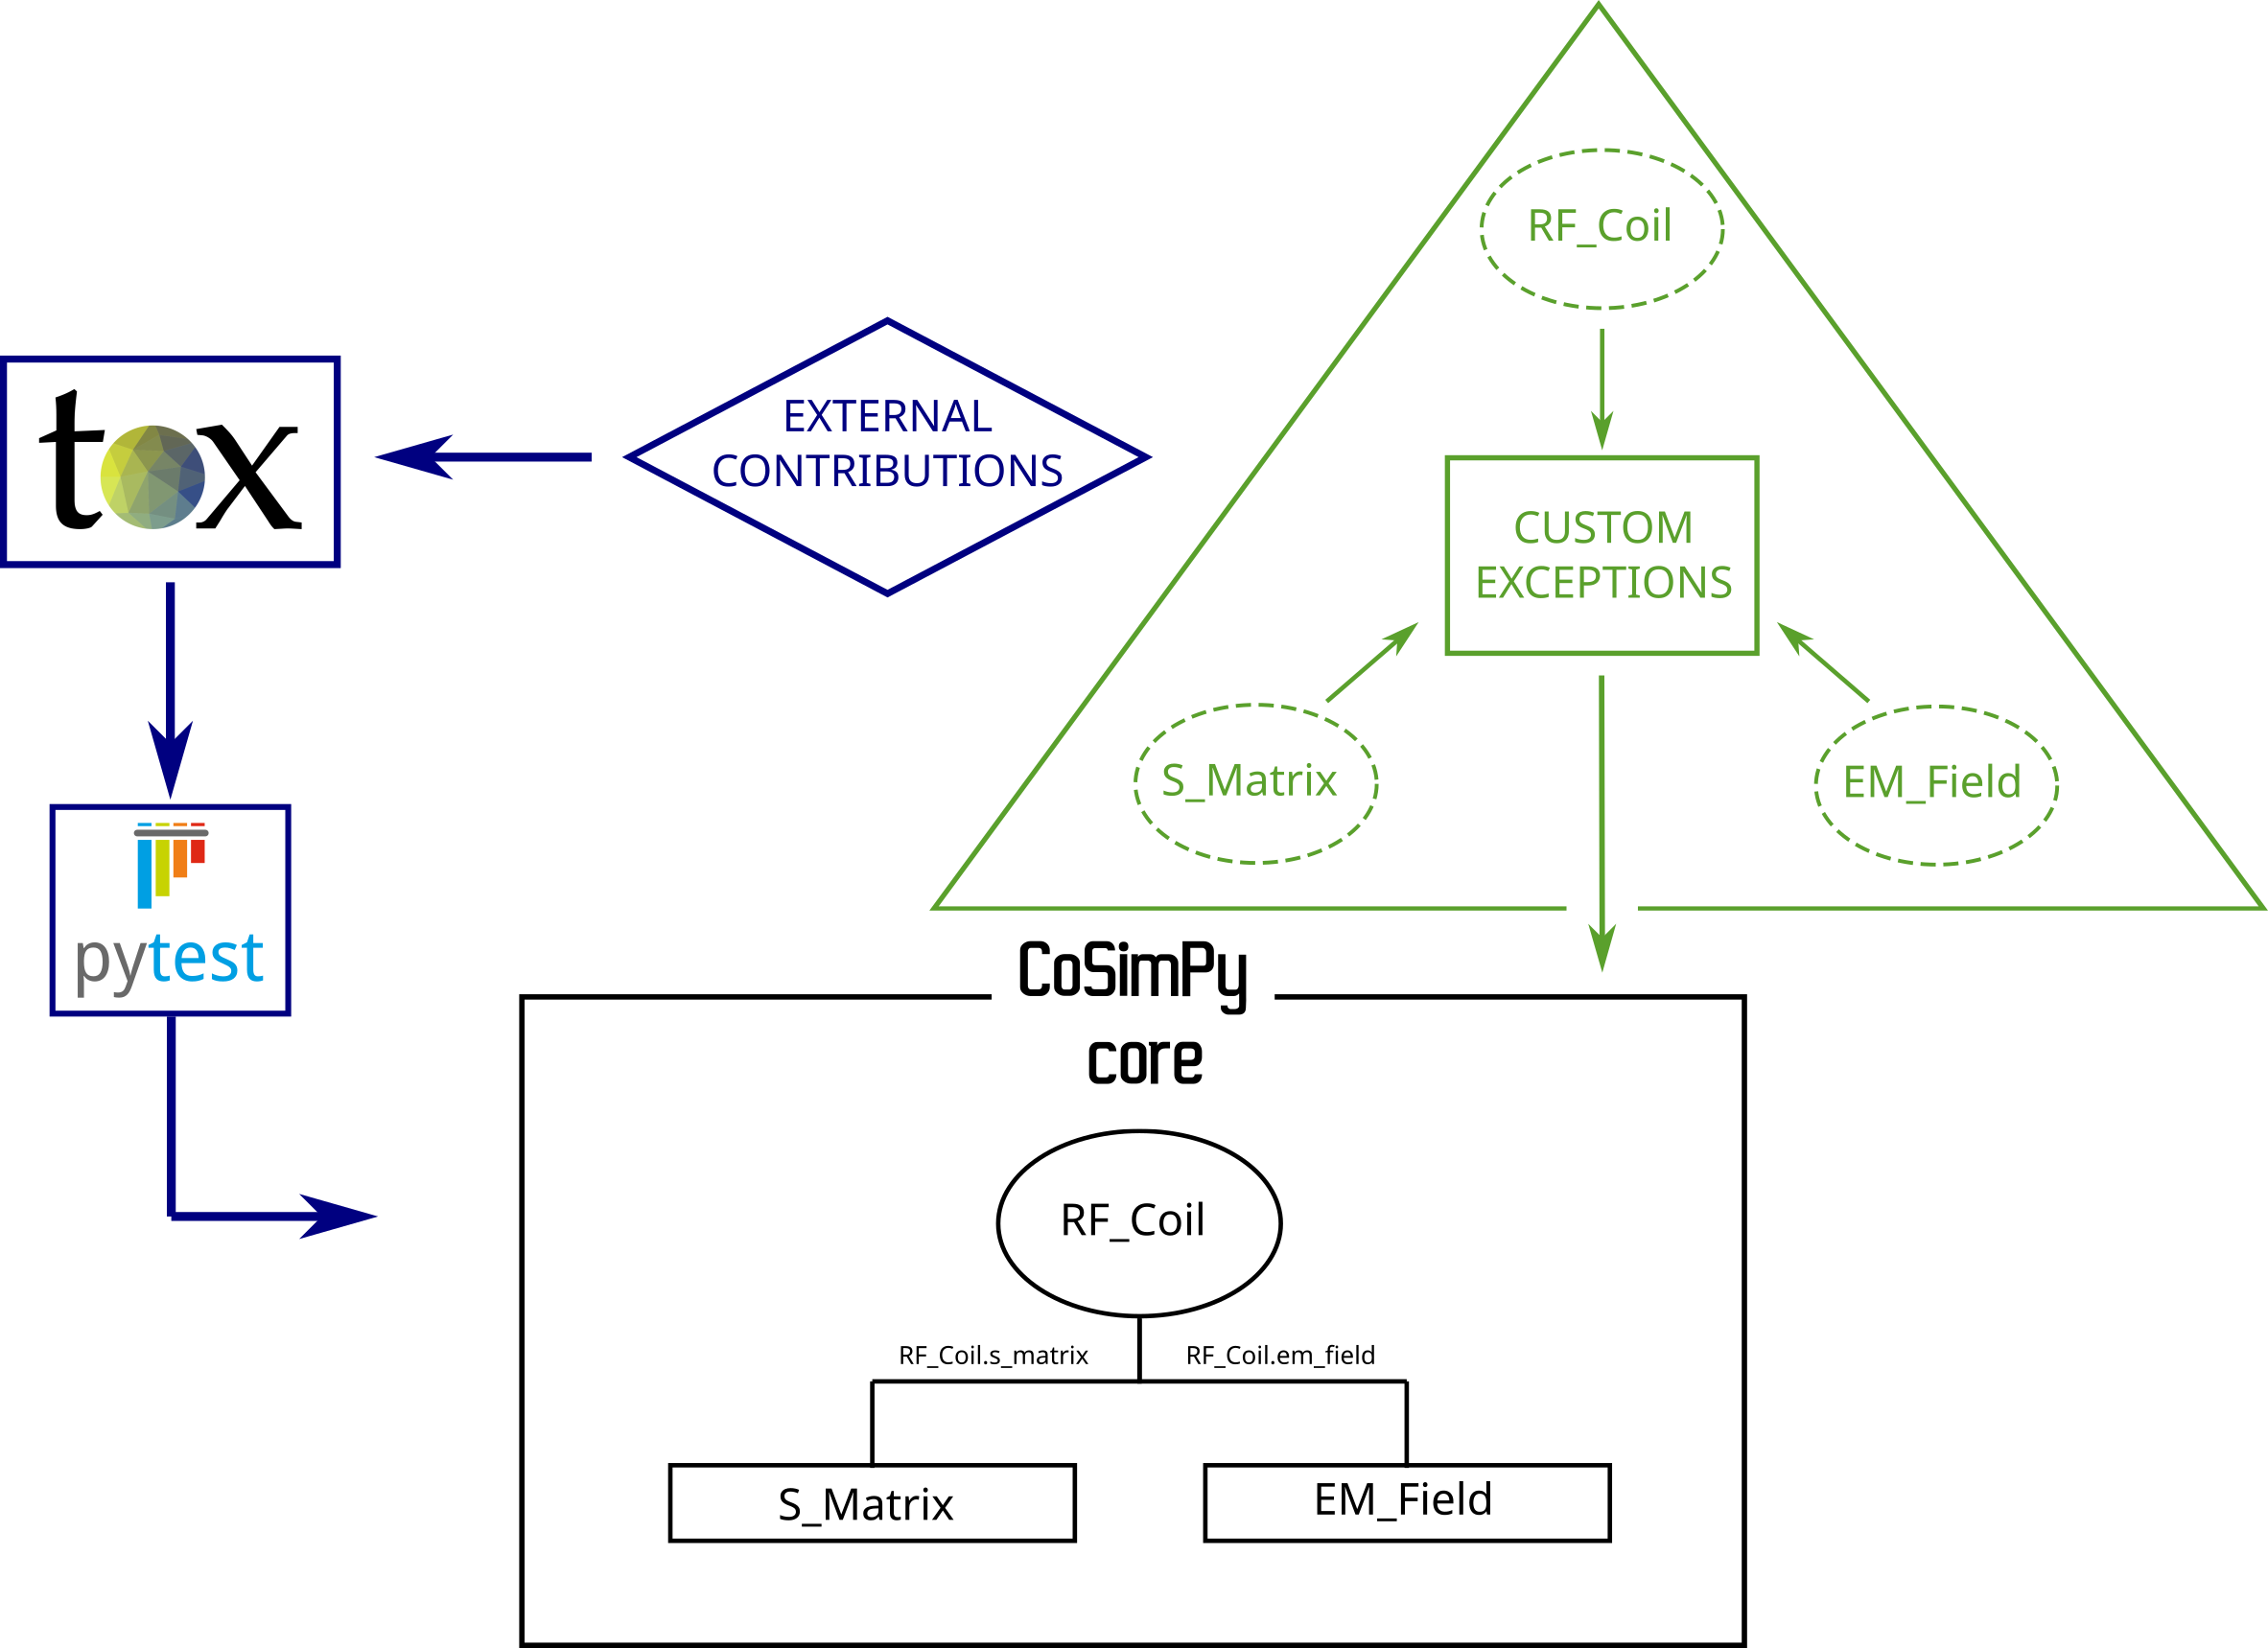 RF_Coil
EXTERNAL
CONTRIBUTIONS
tox
CUSTOM
EXCEPTIONS
S_Matrix
EM_Field
pytest
CoSimPy
core
RF_Coil
RF_Coil.s_matrix
RF_Coil.em_field
S_Matrix
EM_Field